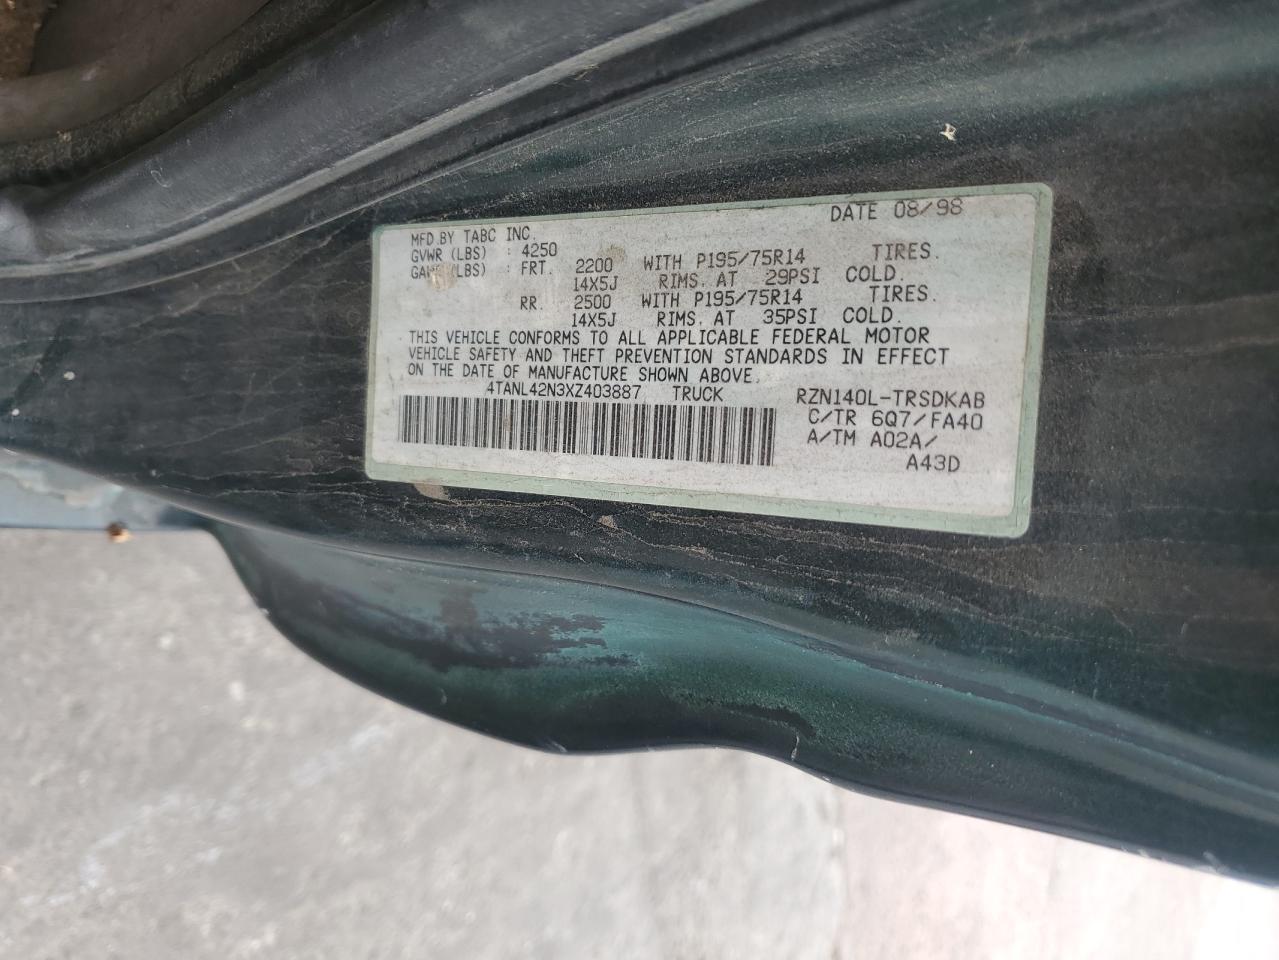 DATE 08/98
MFD.BY TABC INC.
GVWR (LBS) : 4250
GAWR (LBS) : FRT. 2200 WITH P195/75R14 TIRES.
14X5J RIMS. AT 29PSI COLD.
RR. 2500 WITH P195/75R14 TIRES.
14X5J RIMS. AT 35PSI COLD.
THIS VEHICLE CONFORMS TO ALL APPLICABLE FEDERAL MOTOR
VEHICLE SAFETY AND THEFT PREVENTION STANDARDS IN EFFECT
ON THE DATE OF MANUFACTURE SHOWN ABOVE.
4TANL42N3XZ403887 TRUCK RZN140L-TRSDKAB
C/TR 6Q7/FA40
A/TM A02A/
A43D